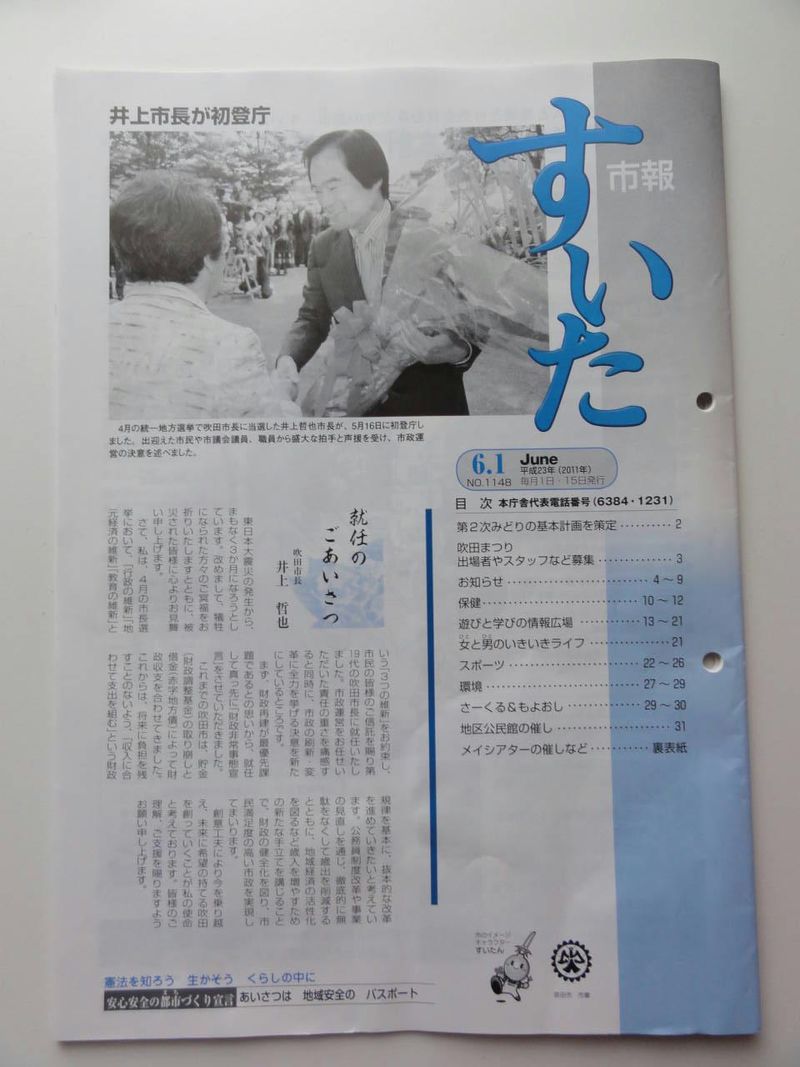 井上市長が初登庁
市報
すいた
4月の統一地方選挙で吹田市長に当選した井上哲也市長が、5月16日に初登庁し
ました。出迎えた市民や市議会議員、職員から盛大な拍手と声援を受け、市政運
営の決意を述べました。
6.1 June
平成23年(2011年)
NO.1148 毎月1日・15日発行
目 次 本庁舎代表電話番号(6384・1231)
第2次みどりの基本計画を策定 ………… 2
吹田まつり
出場者やスタッフなど募集 ………… 3
お知らせ ………… 4～9
保健 ………… 10～12
遊びと学びの情報広場 ………… 13～21
女と男のいきいきライフ ………… 21
スポーツ ………… 22～26
環境 ………… 27～29
さーくる&もよおし ………… 29～30
地区公民館の催し ………… 31
メイシアターの催しなど ………… 裏表紙
就任の
ごあいさつ
吹田市長
井上 哲也
東日本大震災の発生から、
まもなく3か月になろうとし
ています。改めまして、犠牲
になられた方々のご冥福をお
祈りいたしますとともに、被
災された皆様に心よりお見舞
い申し上げます。
さて、私は、4月の市長選
挙において、「行政の維新」「地
元経済の維新」「教育の維新」と
いう「3つの維新」をお約束し、
市民の皆様のご信託を賜り第
19代の吹田市長に就任いたし
ました。市政運営をお任せい
ただいた責任の重さを痛感す
ると同時に、市政の刷新・変
革に全力を挙げる決意を新た
にしているところです。
まず、財政再建が最優先課
題であるとの思いから、就任
して真っ先に「財政非常事態宣
言」をさせていただきました。
これまでの吹田市は、貯金
(財政調整基金)の取り崩しと
借金(赤字地方債)によって財
政収支を合わせてきました。
これからは、将来に負担を残
すことのないよう、「収入に合
わせて支出を組む」という財政
規律を基本に、抜本的な改革
を進めていきたいと考えてい
ます。公務員制度改革や事業
の見直しを通じ、徹底的に無
駄をなくして歳出を削減する
とともに、地域経済の活性化
を図るなど歳入を増やすため
の新たな手立てを講じること
で、財政の健全化を図り、市
民満足度の高い市政を実現し
てまいります。
創意工夫により今を乗り越
え、未来に希望の持てる吹田
を創っていくことが私の使命
と考えております。皆様のご
理解、ご支援を賜りますよう
お願い申し上げます。
市のイメージ
キャラクター
すいたん
吹田市 市章
憲法を知ろう 生かそう くらしの中に
安心安全の都市づくり宣言 あいさつは 地域安全の パスポート